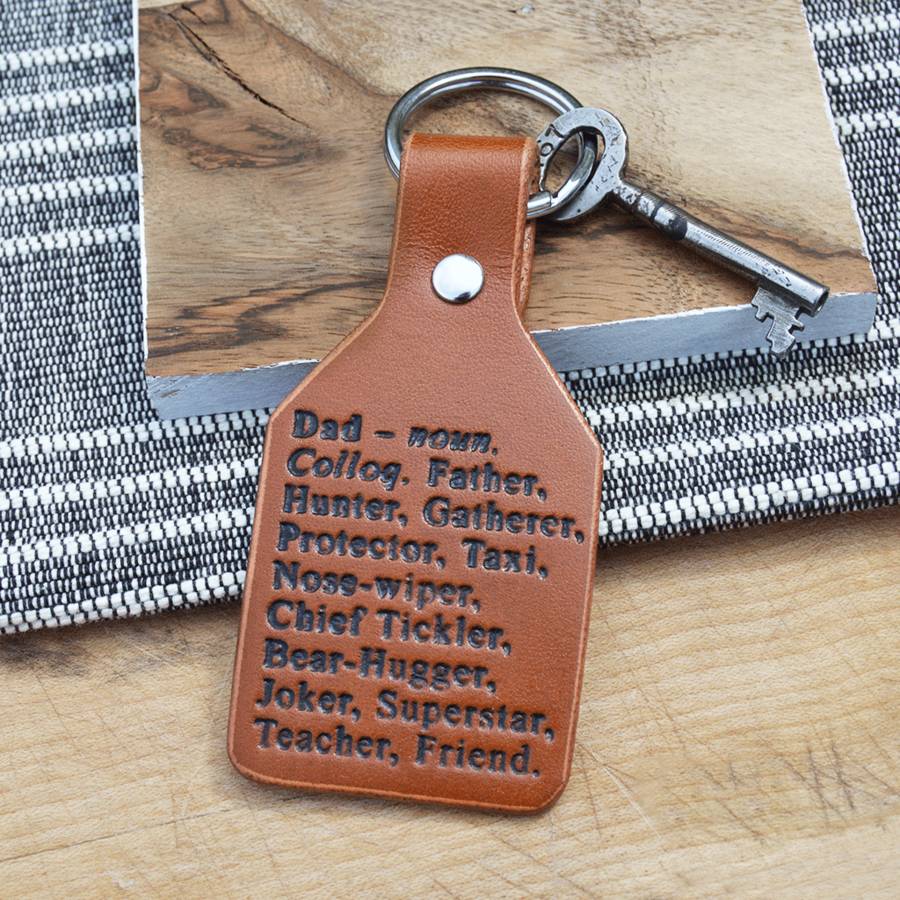 Dad – noun.
Colloq. Father,
Hunter, Gatherer,
Protector, Taxi,
Nose-wiper,
Chief Tickler,
Bear-Hugger,
Joker, Superstar,
Teacher, Friend.